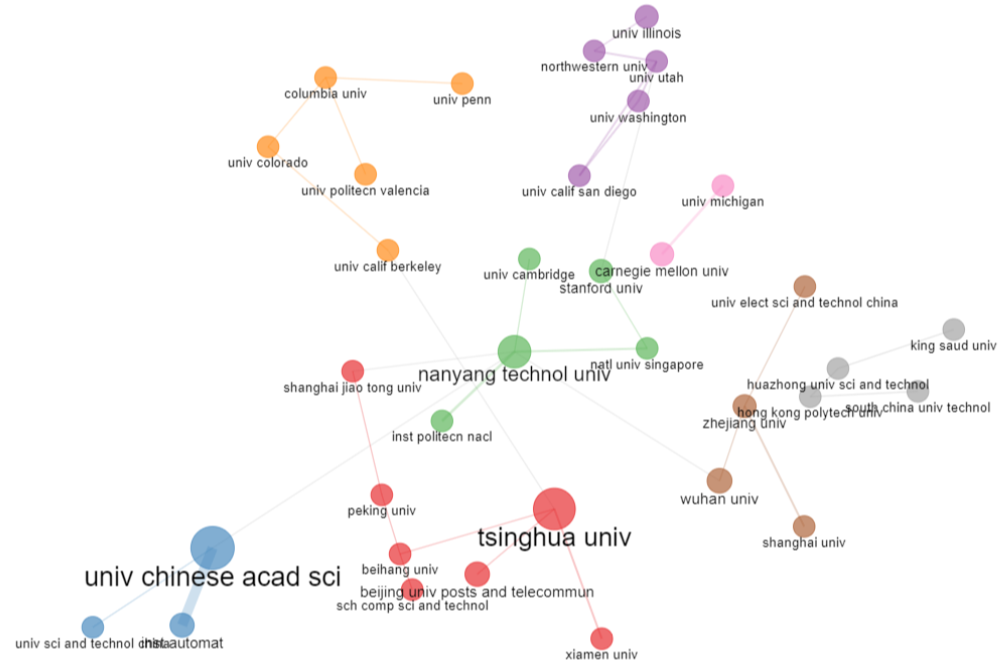 univ illinois
northwestern univ
univ utah
columbia univ
univ penn
univ washington
univ colorado
univ politecn valencia
univ calif san diego
univ michigan
univ calif berkeley
univ cambridge
carnegie mellon univ
stanford univ
univ elect sci and technol china
king saud univ
natl univ singapore
nanyang technol univ
shanghai jiao tong univ
huazhong univ sci and technol
hong kong polytech univ
south china univ technol
zhejiang univ
inst politecn nacl
wuhan univ
peking univ
tsinghua univ
shanghai univ
beihang univ
univ chinese acad sci
beijing univ posts and telecommun
sch comp sci and technol
univ sci and technol china
inst automat
xiamen univ